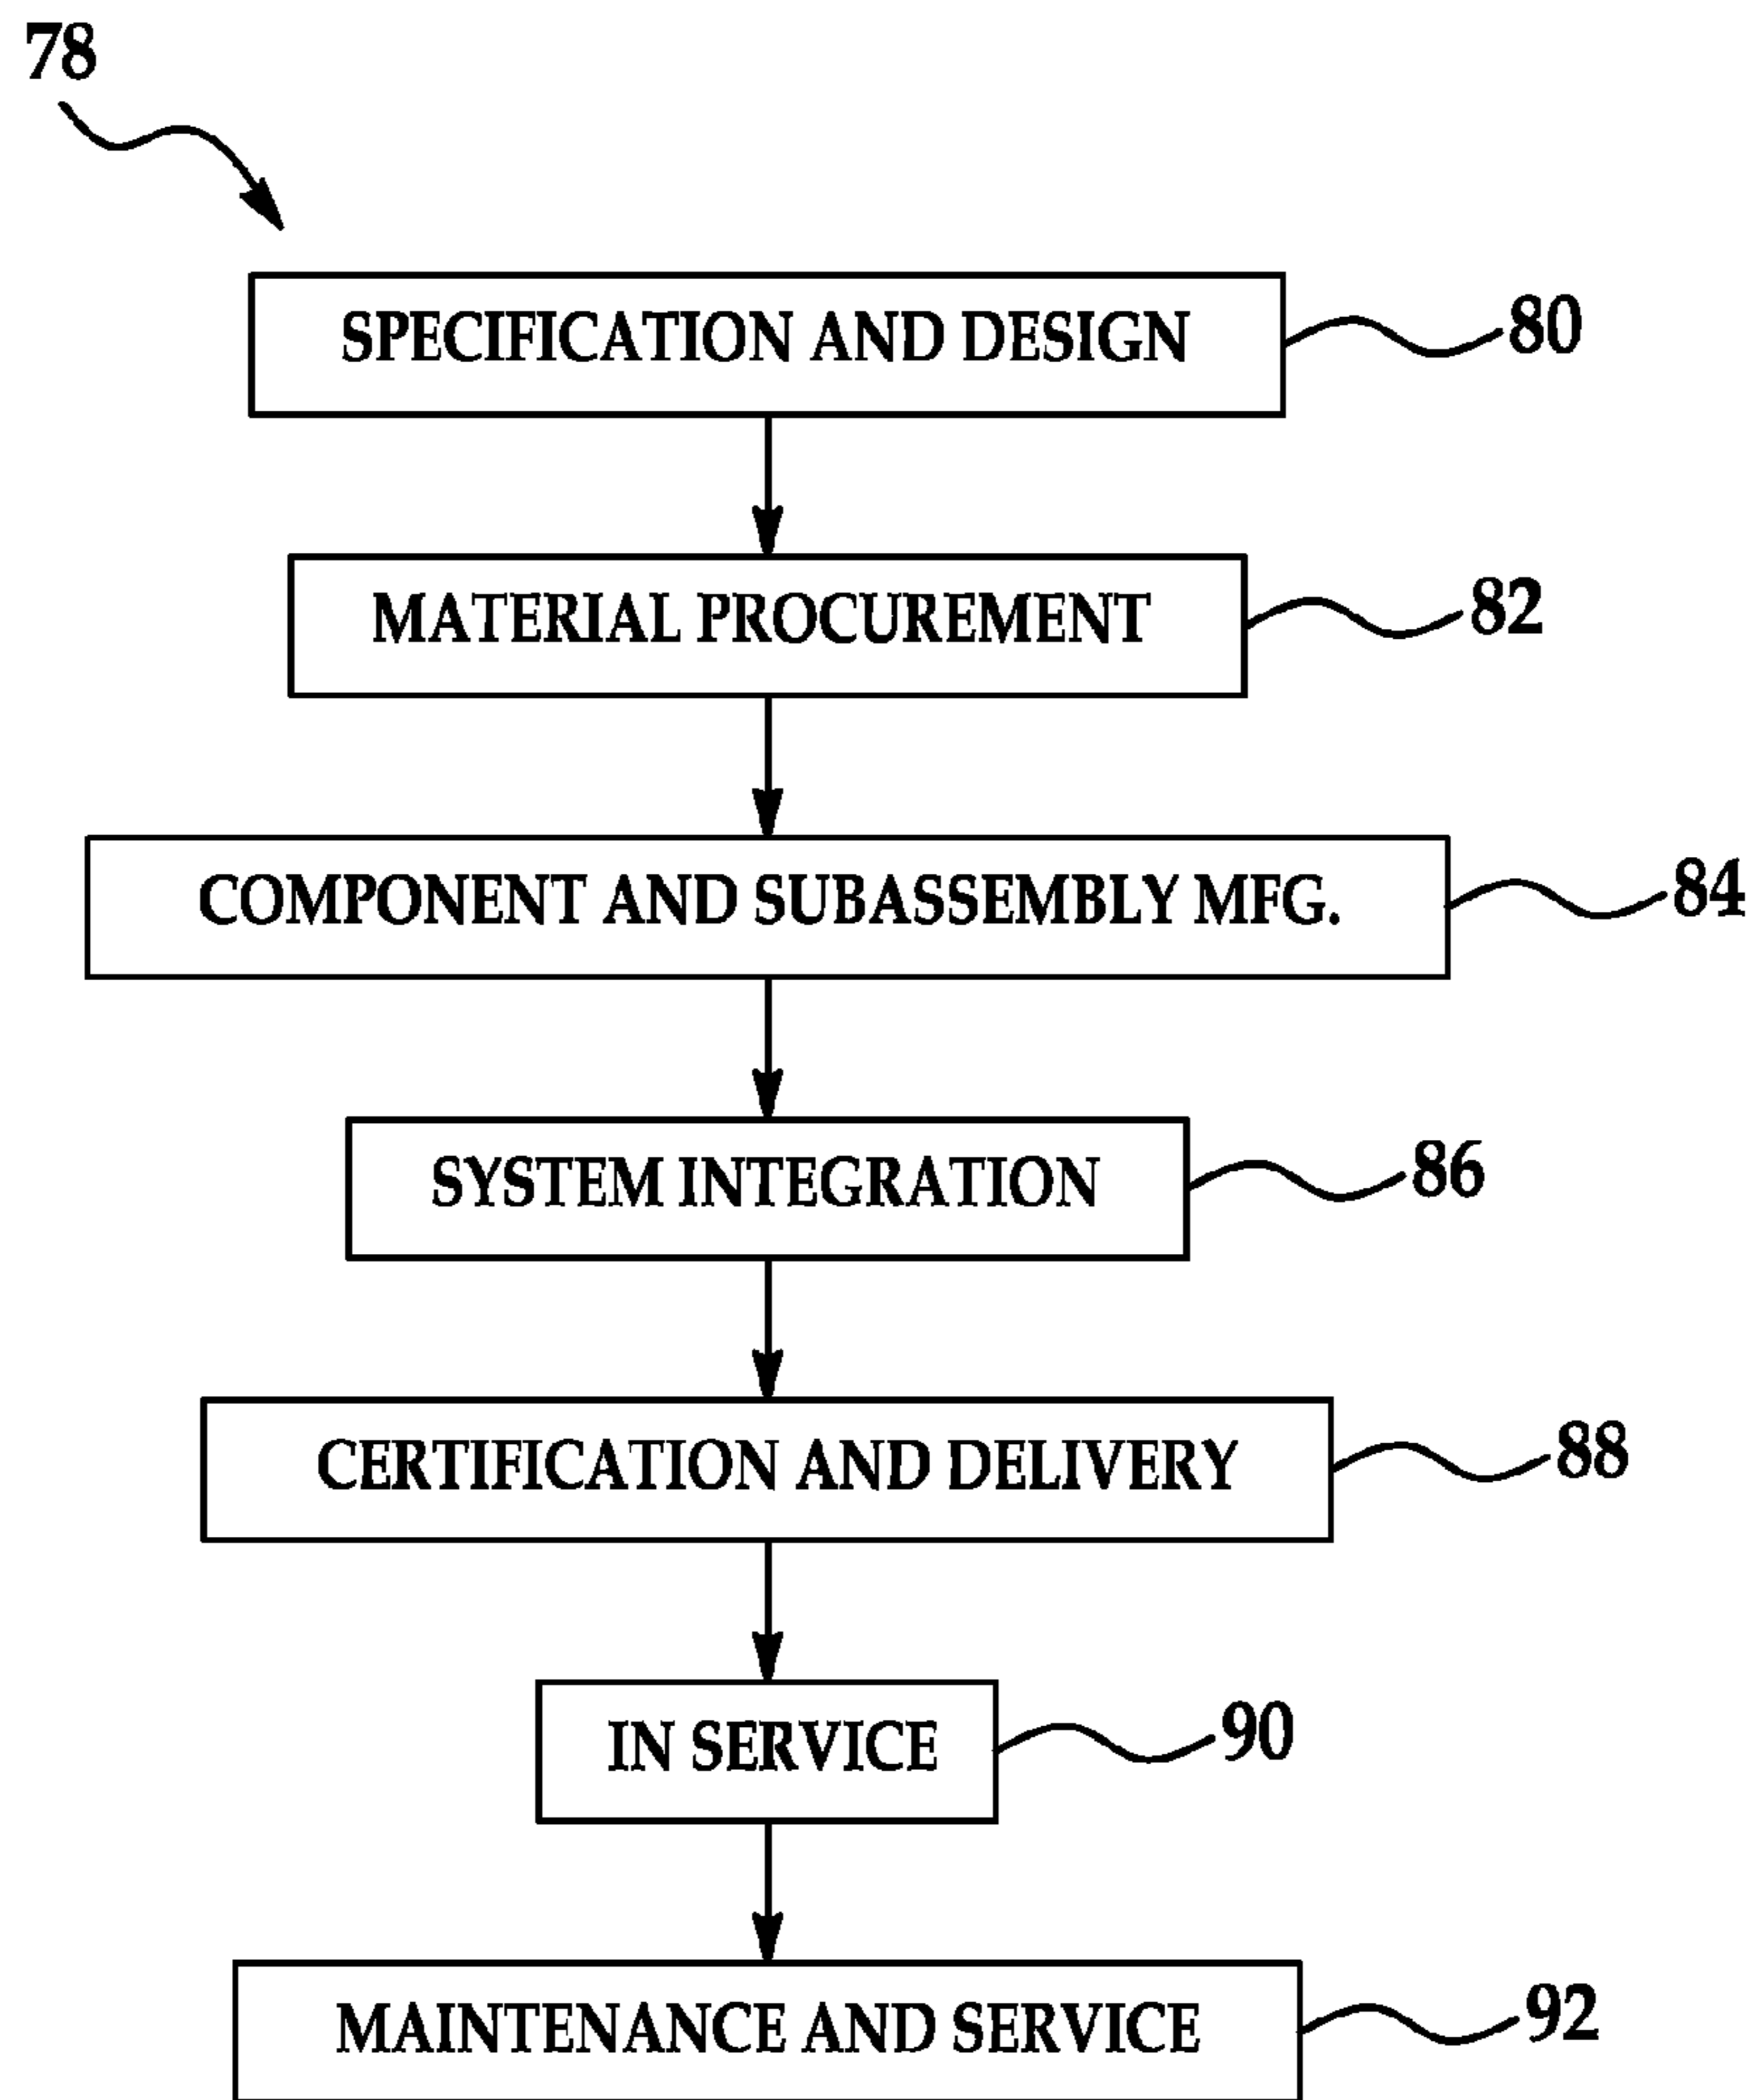 78
SPECIFICATION AND DESIGN 80
MATERIAL PROCUREMENT 82
COMPONENT AND SUBASSEMBLY MFG. 84
SYSTEM INTEGRATION 86
CERTIFICATION AND DELIVERY 88
IN SERVICE 90
MAINTENANCE AND SERVICE 92